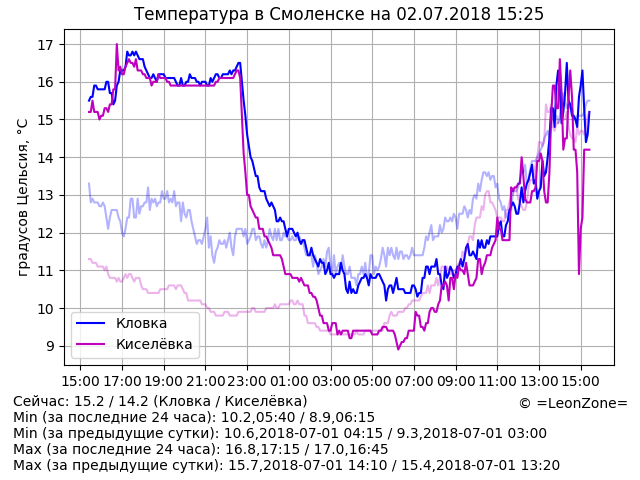 Температура в Смоленске на 02.07.2018 15:25
градусов Цельсия, °C
17
16
15
14
13
12
11
10
9
Кловка
Киселёвка
15:00 17:00 19:00 21:00 23:00 01:00 03:00 05:00 07:00 09:00 11:00 13:00 15:00
Сейчас: 15.2 / 14.2 (Кловка / Киселёвка)
© =LeonZone=
Min (за последние 24 часа): 10.2,05:40 / 8.9,06:15
Min (за предыдущие сутки): 10.6,2018-07-01 04:15 / 9.3,2018-07-01 03:00
Max (за последние 24 часа): 16.8,17:15 / 17.0,16:45
Max (за предыдущие сутки): 15.7,2018-07-01 14:10 / 15.4,2018-07-01 13:20